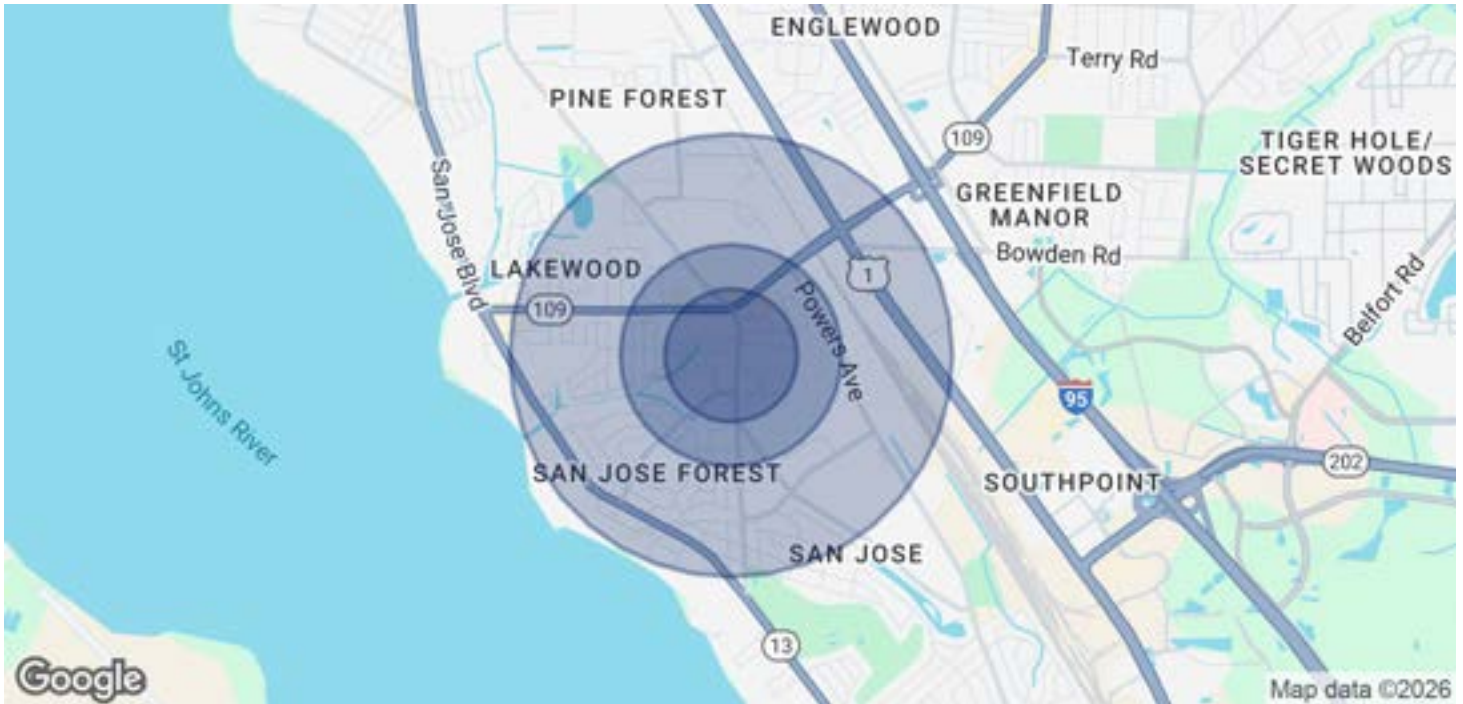 ENGLEWOOD
Terry Rd
PINE FOREST
109
TIGER HOLE/
SECRET WOODS
San Jose Blvd
GREENFIELD
MANOR
Bowden Rd
LAKEWOOD
1
109
Powers Ave
Belfort Rd
St Johns River
95
SAN JOSE FOREST
SOUTHPOINT
202
SAN JOSE
13
Google
Map data ©2026